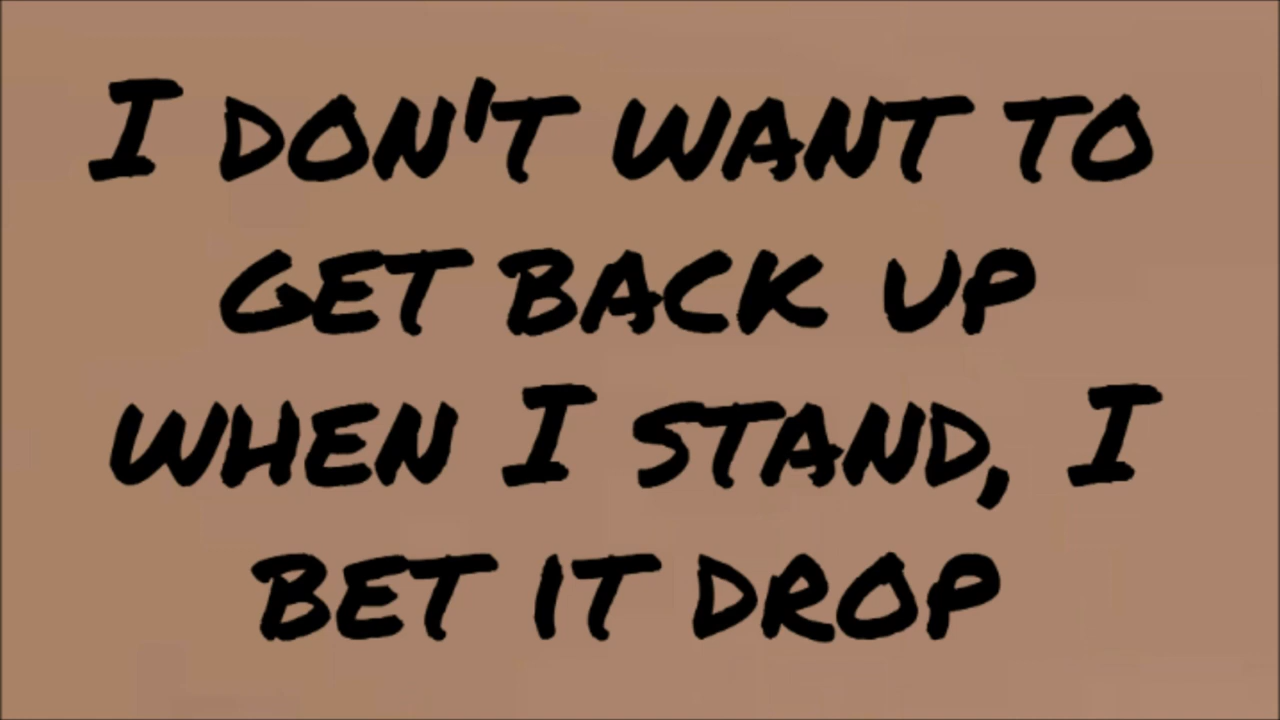 I DON'T WANT TO
GET BACK UP
WHEN I STAND, I
BET IT DROP